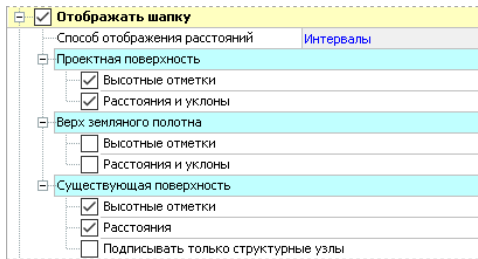 Отображать шапку
Способ отображения расстояний Интервалы
Проектная поверхность
Высотные отметки
Расстояния и уклоны
Верх земляного полотна
Высотные отметки
Расстояния и уклоны
Существующая поверхность
Высотные отметки
Расстояния
Подписывать только структурные узлы